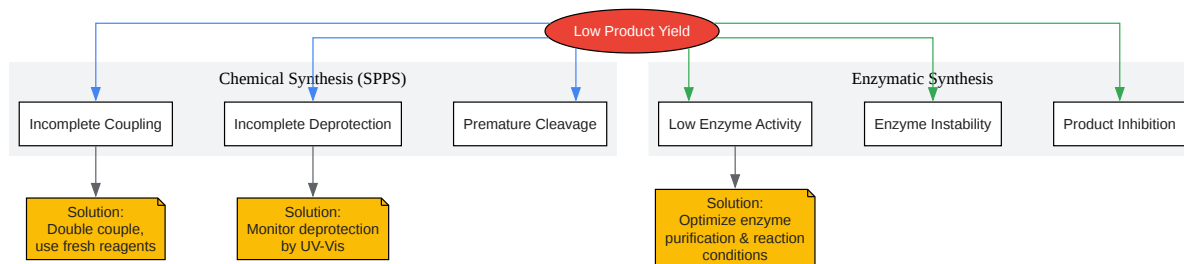 Low Product Yield
Chemical Synthesis (SPPS)
Enzymatic Synthesis
Incomplete Coupling
Incomplete Deprotection
Premature Cleavage
Low Enzyme Activity
Enzyme Instability
Product Inhibition
Solution:
Double couple,
use fresh reagents
Solution:
Monitor deprotection
by UV-Vis
Solution:
Optimize enzyme
purification & reaction
conditions